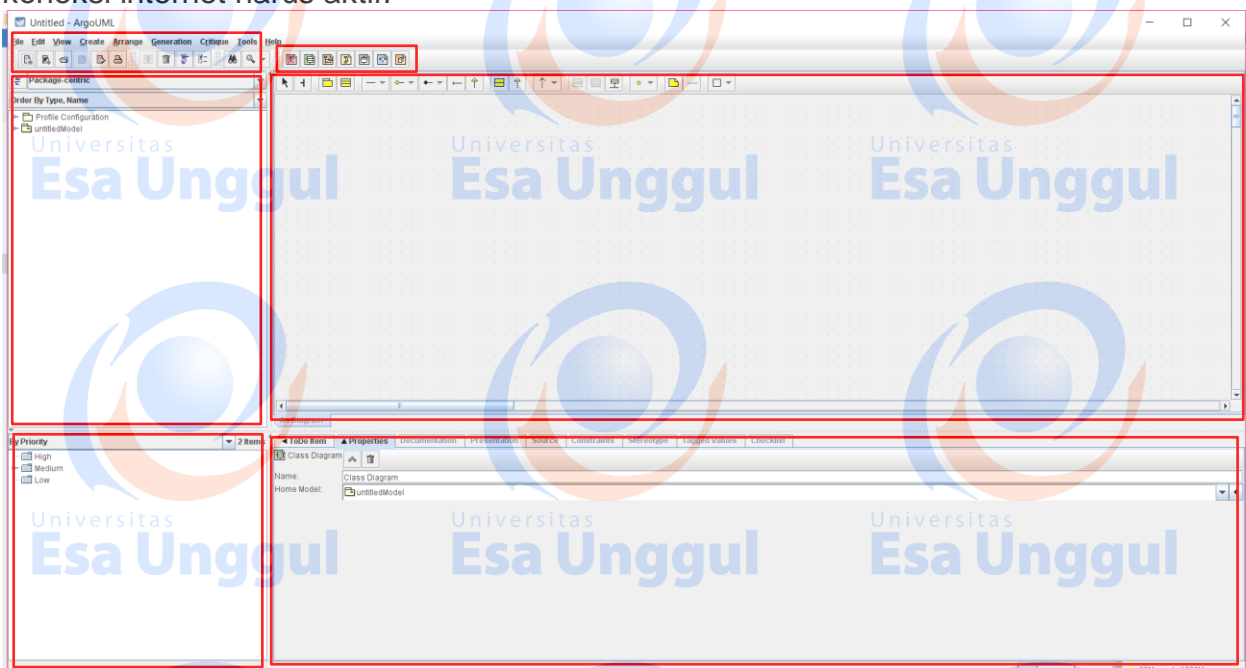 koneksi internet harus aktif.
Untitled - ArgoUML
File Edit View Create Arrange Generation Critique Tools Help
Package-centric
Order By Type, Name
Profile Configuration
untitledModel
Universitas
Esa Unggul
Universitas
Esa Unggul
Universitas
Esa Unggul
By Priority
2 Items
High
Medium
Low
ToDo Item Properties Documentation Presentation Source Constraints Stereotype Tagged Values Checklist
Class Diagram
Name: Class Diagram
Home Model: untitledModel
Universitas
Esa Unggul
Universitas
Esa Unggul
Universitas
Esa Unggul